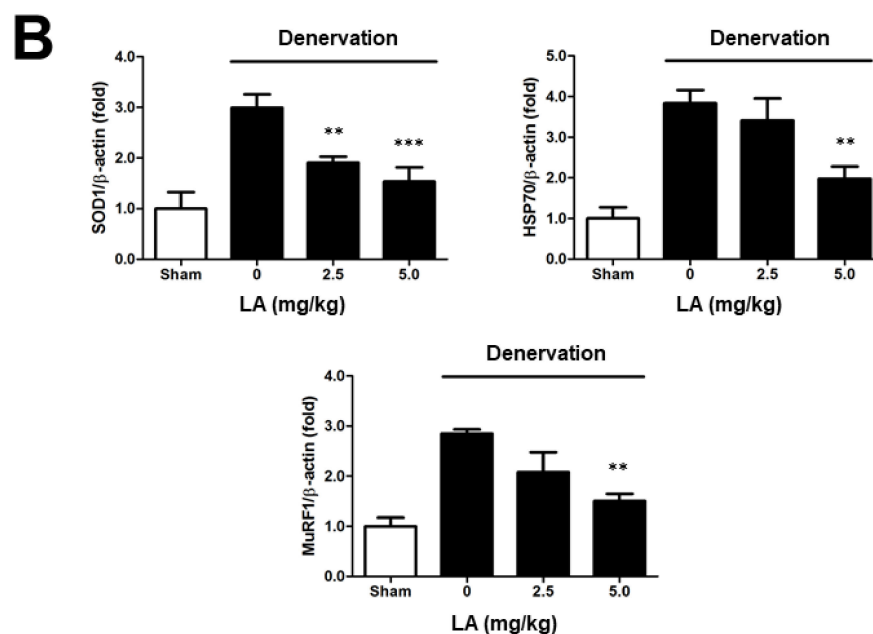 B
Denervation
SOD1/β-actin (fold)
4.0
3.0
2.0
1.0
0.0
**
***
Sham
0
2.5
5.0
LA (mg/kg)
Denervation
HSP70/β-actin (fold)
5.0
4.0
3.0
2.0
1.0
0.0
**
Sham
0
2.5
5.0
LA (mg/kg)
Denervation
MuRF1/β-actin (fold)
4.0
3.0
2.0
1.0
0.0
**
Sham
0
2.5
5.0
LA (mg/kg)